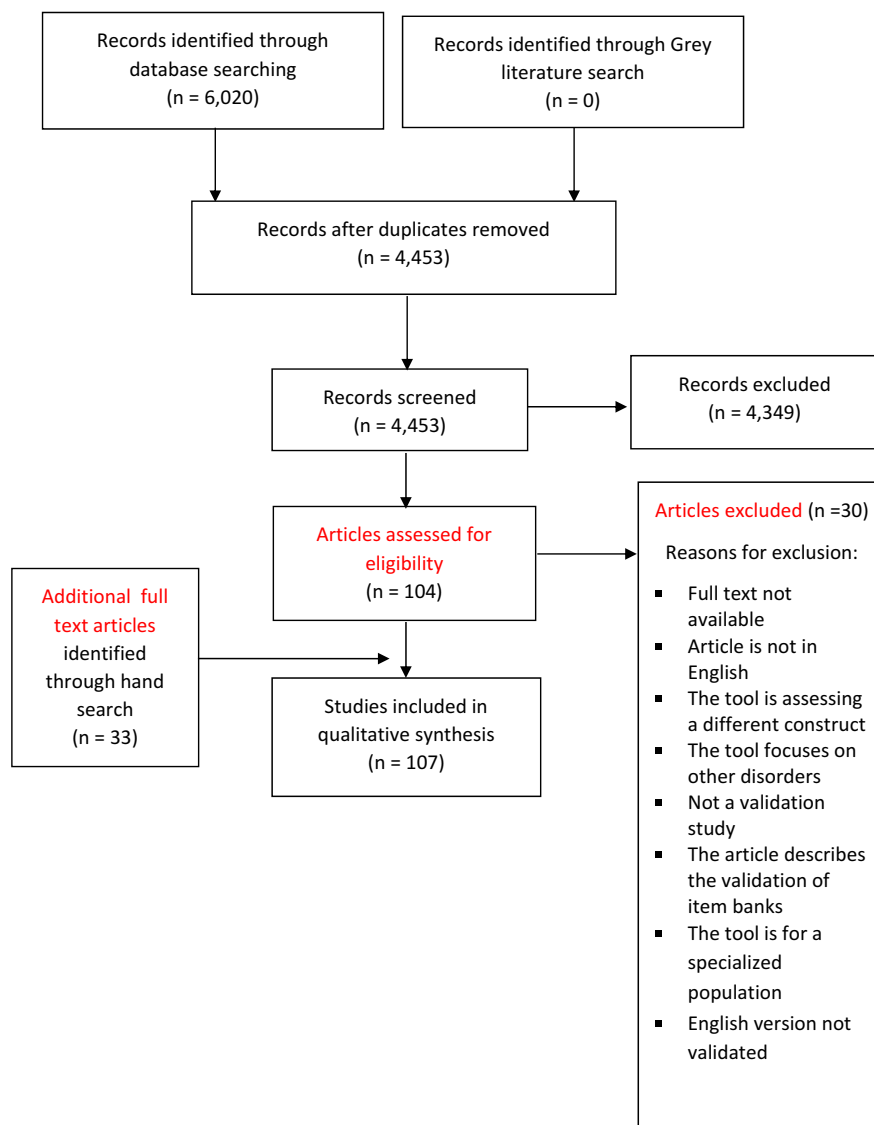 Records identified through
database searching
(n = 6,020)
Records identified through Grey
literature search
(n = 0)
Records after duplicates removed
(n = 4,453)
Records screened
(n = 4,453)
Records excluded
(n = 4,349)
Articles assessed for
eligibility
(n = 104)
Articles excluded (n =30)
Reasons for exclusion:
▪ Full text not
available
▪ Article is not in
English
▪ The tool is assessing
a different construct
▪ The tool focuses on
other disorders
▪ Not a validation
study
▪ The article describes
the validation of
item banks
▪ The tool is for a
specialized
population
▪ English version not
validated
Additional full
text articles
identified
through hand
search
(n = 33)
Studies included in
qualitative synthesis
(n = 107)